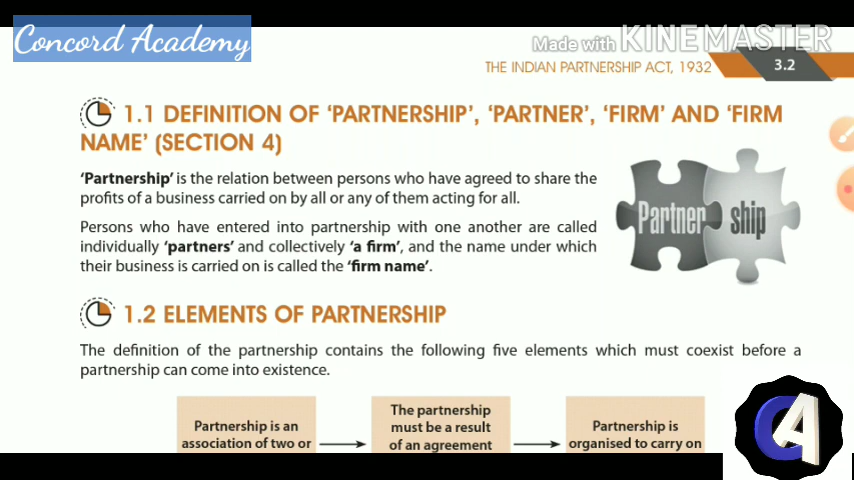 Concord Academy
Made with KINEMASTER
THE INDIAN PARTNERSHIP ACT, 1932
3.2
1.1 DEFINITION OF ‘PARTNERSHIP’, ‘PARTNER’, ‘FIRM’ AND ‘FIRM
NAME’ (SECTION 4)
‘Partnership’ is the relation between persons who have agreed to share the
profits of a business carried on by all or any of them acting for all.
Persons who have entered into partnership with one another are called
individually ‘partners’ and collectively ‘a firm’, and the name under which
their business is carried on is called the ‘firm name’.
Partner ship
1.2 ELEMENTS OF PARTNERSHIP
The definition of the partnership contains the following five elements which must coexist before a
partnership can come into existence.
Partnership is an
association of two or
The partnership
must be a result
of an agreement
Partnership is
organised to carry on
CA